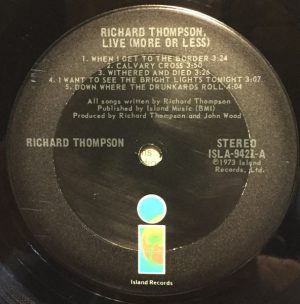 RICHARD THOMPSON,
LIVE (MORE OR LESS)
1. WHEN I GET TO THE BORDER 3:24
2. CALVARY CROSS 3:50
3. WITHERED AND DIED 3:26
4. I WANT TO SEE THE BRIGHT LIGHTS TONIGHT 3:07
5. DOWN WHERE THE DRUNKARDS ROLL 4:04
All songs written by Richard Thompson
Published by Island Music (BMI)
Produced by Richard Thompson and John Wood
RICHARD THOMPSON
STEREO
ISLA-9421-A
℗1973 Island
Records, Ltd.
i
Island Records